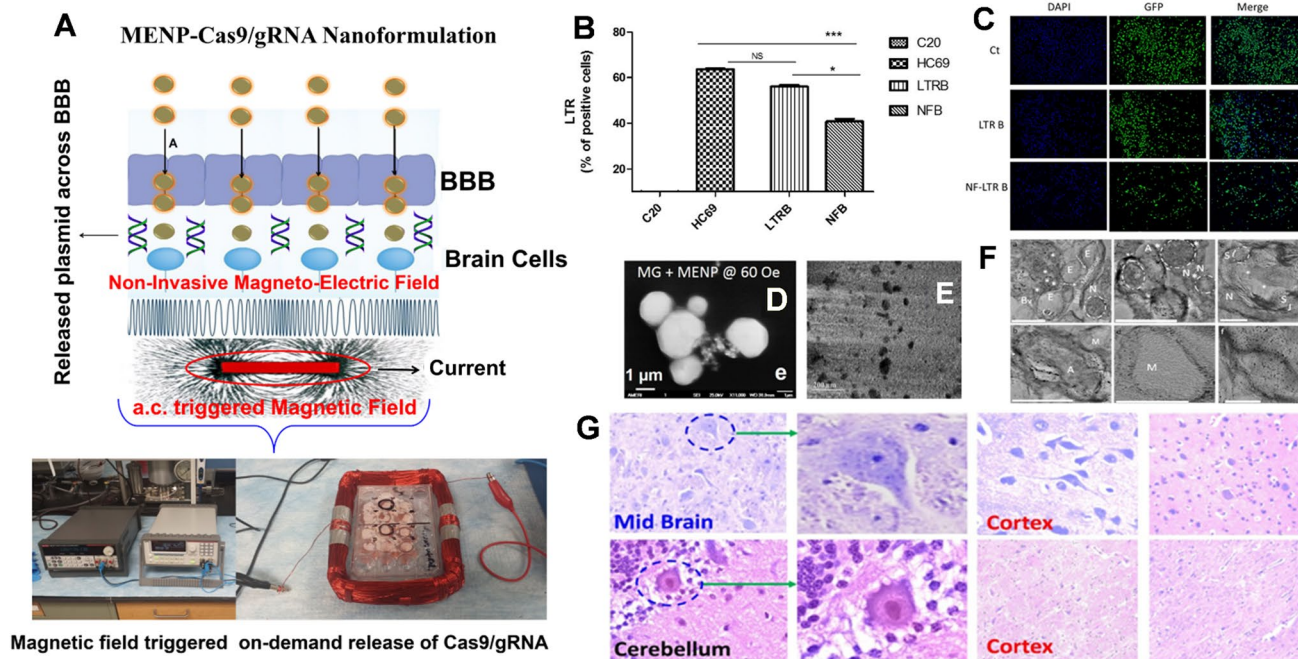 A
MENP-Cas9/gRNA Nanoformulation
Released plasmid across BBB
A
BBB
Brain Cells
Non-Invasive Magneto-Electric Field
Current
a.c. triggered Magnetic Field
Magnetic field triggered on-demand release of Cas9/gRNA
B
LTR
(% of positive cells)
80
60
40
20
***
NS
*
C20
HC69
LTRB
NFB
C20
HC69
LTRB
NFB
C
DAPI
GFP
Merge
Ct
LTR B
NF-LTR B
MG + MENP @ 60 Oe
D
1 μm
e
E
200 nm
F
E
E
B
E
A
N
N
N
S
N
S
A
M
M
G
Mid Brain
Cortex
Cerebellum
Cortex